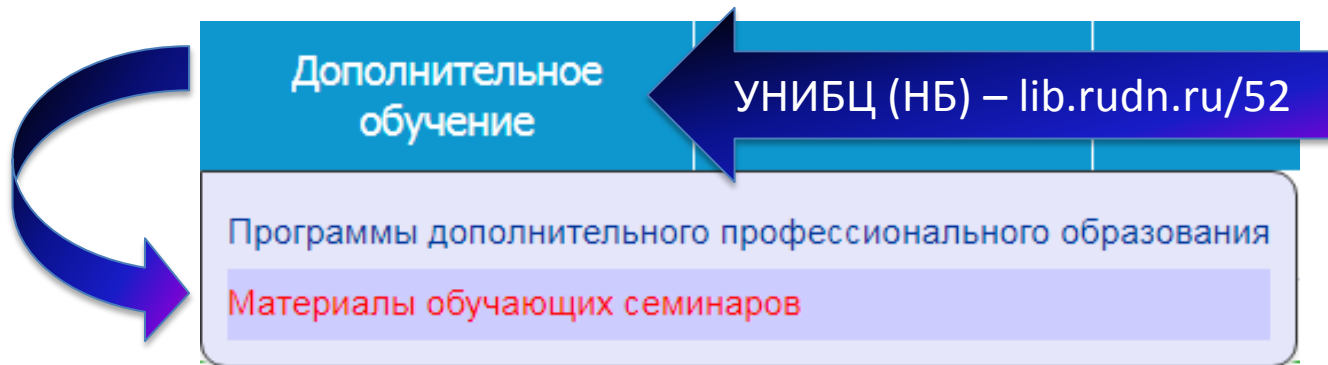 Дополнительное
обучение
УНИБЦ (НБ) – lib.rudn.ru/52
Программы дополнительного профессионального образования
Материалы обучающих семинаров